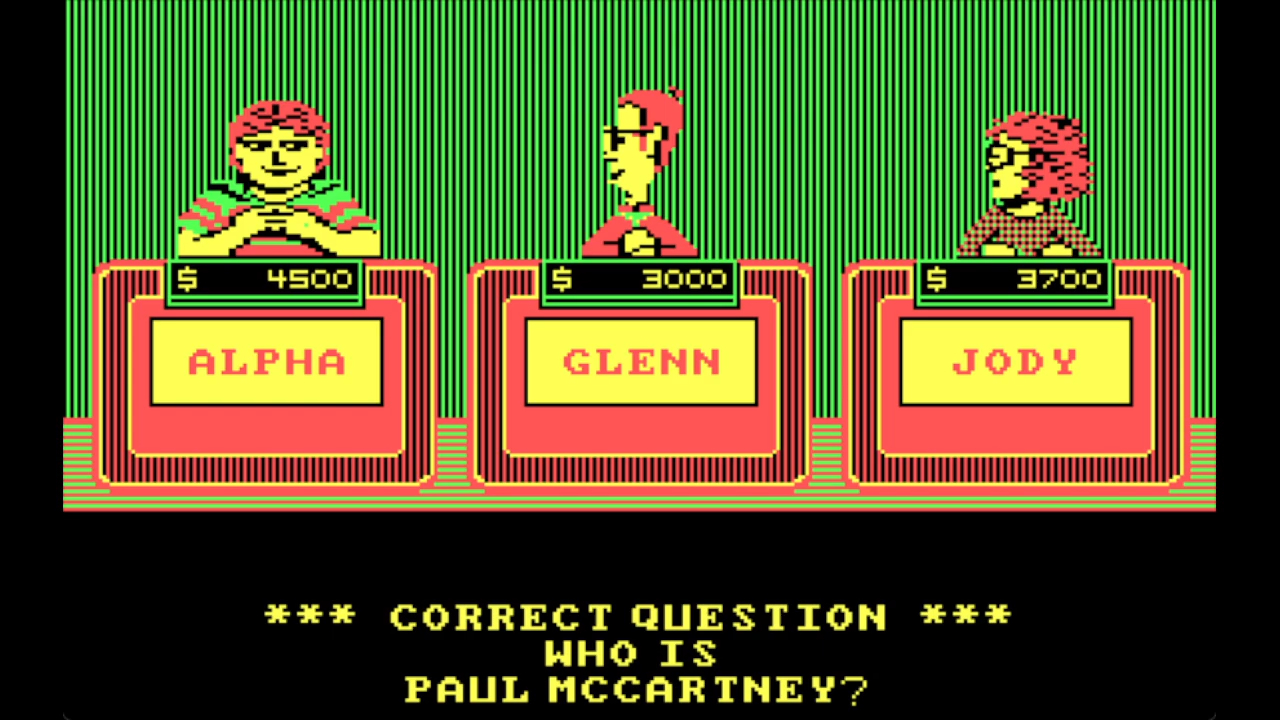 $ 4500
$ 3000
$ 3700
ALPHA
GLENN
JODY
*** CORRECT QUESTION ***
WHO IS
PAUL MCCARTNEY?